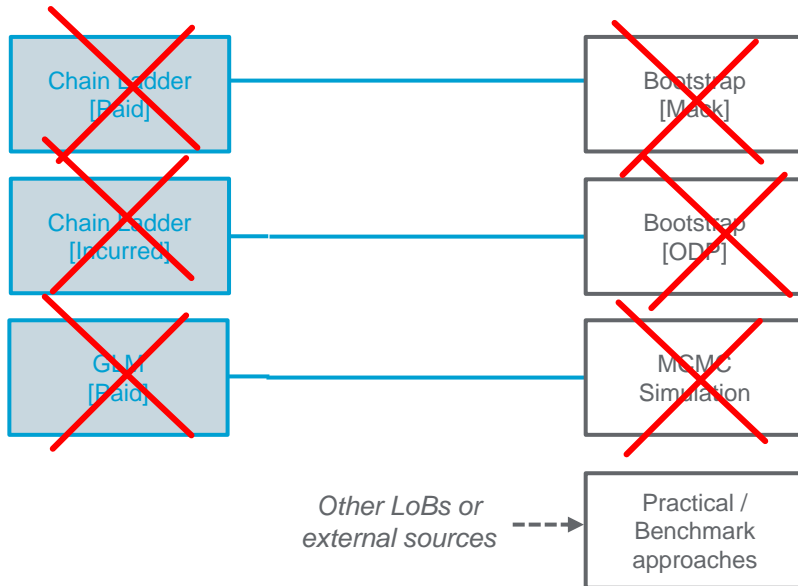 Chain Ladder
[Paid]
Bootstrap
[Mack]
Chain Ladder
[Incurred]
Bootstrap
[ODP]
GLM
[Paid]
MCMC
Simulation
Other LoBs or
external sources
Practical /
Benchmark
approaches